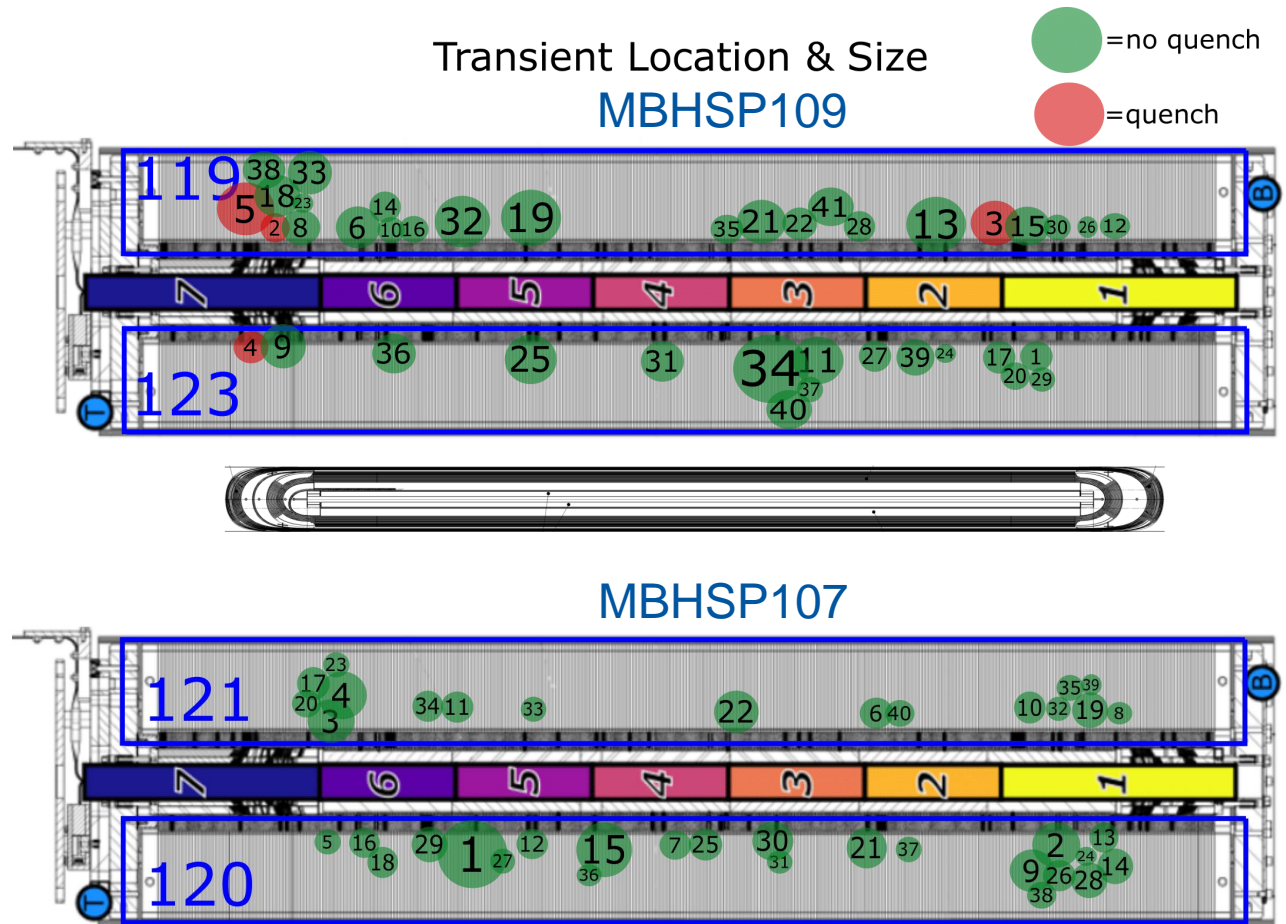 =no quench
Transient Location & Size
MBHSP109
=quench
119
38 33
18 23
5
2 8
14
6 10 16
32 19
35 21 22 41 28
13 3 15 30 26 12
B
7 6 5 4 3 2 1
123
4 9
36 25 31
34 11
37
40
27 39 24
17 1
20 29
T
MBHSP107
121
23
17 4
20
3
34 11 33 22 6 40
35 39
10 32 19 8
B
7 6 5 4 3 2 1
120
5 16 29 1 12 15 7 25 30 21 37
18 27 36 31
2 13
24
9 26 28 14
38
T